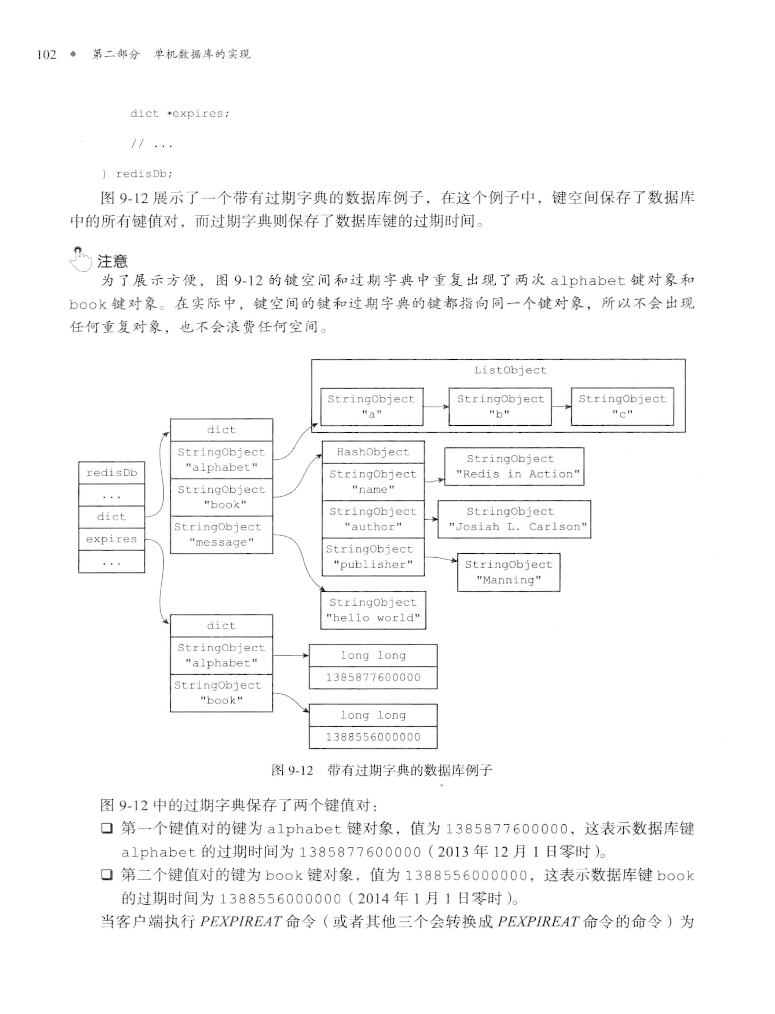 102 ◆ 第二部分 单机数据库的实现
dict *expires;
// ...
} redisDb;
图 9-12 展示了一个带有过期字典的数据库例子，在这个例子中，键空间保存了数据库
中的所有键值对，而过期字典则保存了数据库键的过期时间。
注意
为了展示方便，图 9-12 的键空间和过期字典中重复出现了两次 alphabet 键对象和
book 键对象。在实际中，键空间的键和过期字典的键都指向同一个键对象，所以不会出现
任何重复对象，也不会浪费任何空间。
ListObject
StringObject
"a"
StringObject
"b"
StringObject
"c"
redisDb
...
dict
expires
...
dict
StringObject
"alphabet"
StringObject
"book"
StringObject
"message"
HashObject
StringObject
"name"
StringObject
"author"
StringObject
"publisher"
StringObject
"Redis in Action"
StringObject
"Josiah L. Carlson"
StringObject
"Manning"
StringObject
"hello world"
dict
StringObject
"alphabet"
StringObject
"book"
long long
1385877600000
long long
1388556000000
图 9-12 带有过期字典的数据库例子
图 9-12 中的过期字典保存了两个键值对：
❑ 第一个键值对的键为 alphabet 键对象，值为 1385877600000，这表示数据库键
alphabet 的过期时间为 1385877600000（2013 年 12 月 1 日零时）。
❑ 第二个键值对的键为 book 键对象，值为 1388556000000，这表示数据库键 book
的过期时间为 1388556000000（2014 年 1 月 1 日零时）。
当客户端执行 PEXPIREAT 命令（或者其他三个会转换成 PEXPIREAT 命令的命令）为